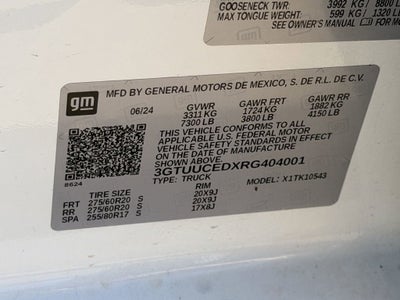 GOOSENECK TWR: 3992 KG / 8800
MAX TONGUE WEIGHT: 599 KG / 1320 LB
SEE OWNER'S MANUAL FOR MO
gm
MFD BY GENERAL MOTORS DE MEXICO, S. DE R.L. DE C.V.
06/24 GVWR GAWR FRT GAWR RR
3311 KG 1724 KG 1882 KG
7300 LB 3800 LB 4150 LB
THIS VEHICLE CONFORMS TO ALL
APPLICABLE U.S. FEDERAL MOTOR
VEHICLE SAFETY STANDARDS IN EFFECT
ON THE DATE OF MANUFACTURE
SHOWN ABOVE.
3GTUUCEDXRG404001
TYPE: TRUCK MODEL: X1TK10543
8624
TIRE SIZE RIM
FRT 275/60R20 S 20X9J
RR 275/60R20 S 20X9J
SPA 255/80R17 S 17X8J